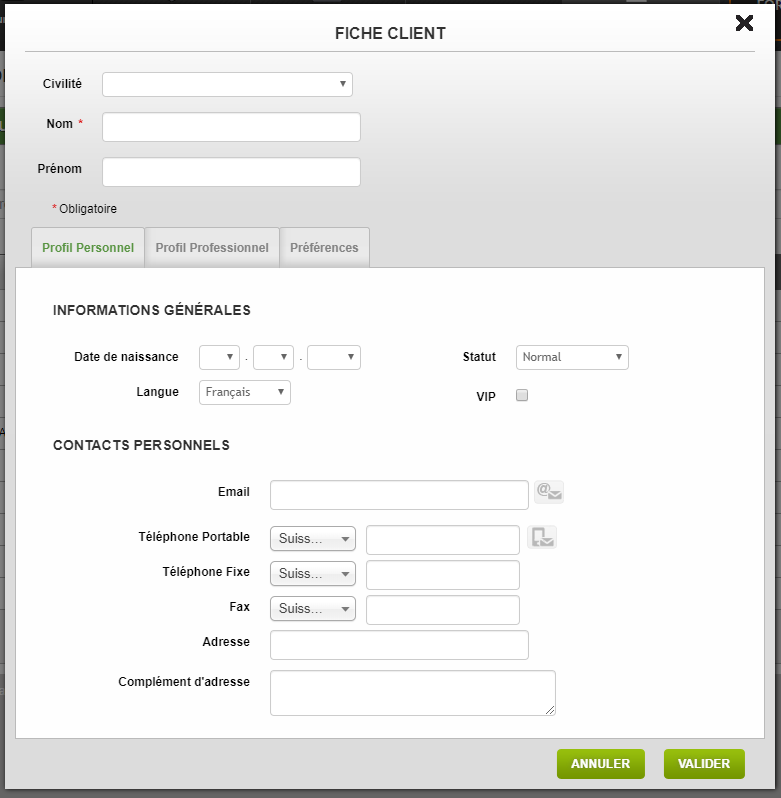 FICHE CLIENT
Civilité
Nom *
Prénom
* Obligatoire
Profil Personnel Profil Professionnel Préférences
INFORMATIONS GÉNÉRALES
Date de naissance . . Statut Normal
Langue Français VIP
CONTACTS PERSONNELS
Email @
Téléphone Portable Suiss...
Téléphone Fixe Suiss...
Fax Suiss...
Adresse
Complément d'adresse
ANNULER VALIDER